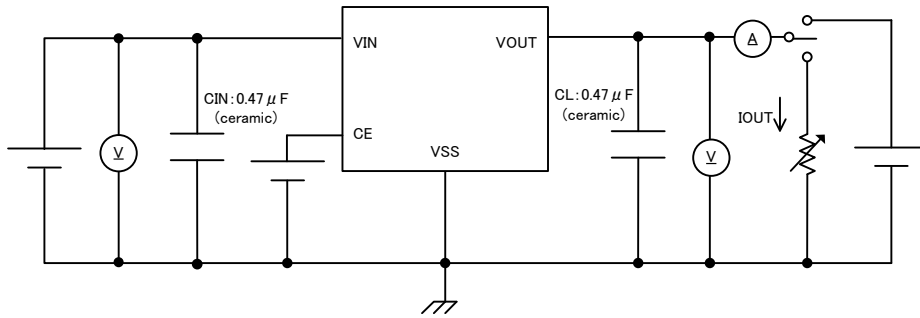 VIN
VOUT
A
CIN:0.47μF
(ceramic)
CL:0.47μF
(ceramic)
IOUT
CE
V
VSS
V